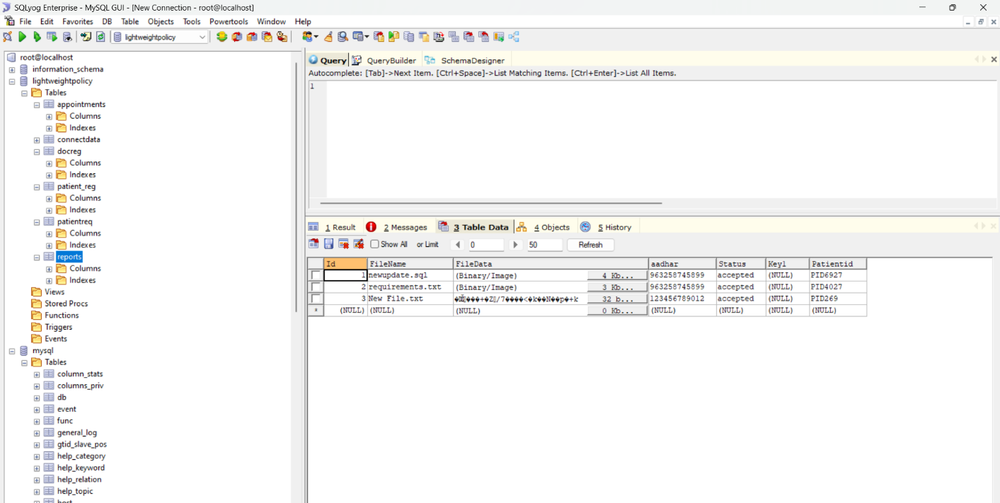 SQLyog Enterprise - MySQL GUI - [New Connection - root@localhost]
File Edit Favorites DB Table Objects Tools Powertools Window Help
lightweightpolicy
root@localhost
information_schema
lightweightpolicy
Tables
appointments
Columns
Indexes
connectdata
docreg
Columns
Indexes
patient_reg
Columns
Indexes
patientreq
Columns
Indexes
reports
Columns
Indexes
Views
Stored Procs
Functions
Triggers
Events
mysql
Tables
column_stats
columns_priv
db
event
func
general_log
gtid_slave_pos
help_category
help_keyword
help_relation
help_topic
host
Query QueryBuilder SchemaDesigner
Autocomplete: [Tab]->Next Item. [Ctrl+Space]->List Matching Items. [Ctrl+Enter]->List All Items.
1
1 Result 2 Messages 3 Table Data 4 Objects 5 History
Show All or Limit 0 50 Refresh
Id FileName FileData aadhar Status Key1 Patientid
1 newupdate.sql (Binary/Image) 4 Kb... 963258745899 accepted (NULL) PID6927
2 requirements.txt (Binary/Image) 3 Kb... 963258745899 accepted (NULL) PID4027
3 New File.txt 32 b... 123456789012 accepted (NULL) PID269
* (NULL) (NULL) (NULL) 0 Kb... (NULL) (NULL) (NULL) (NULL)